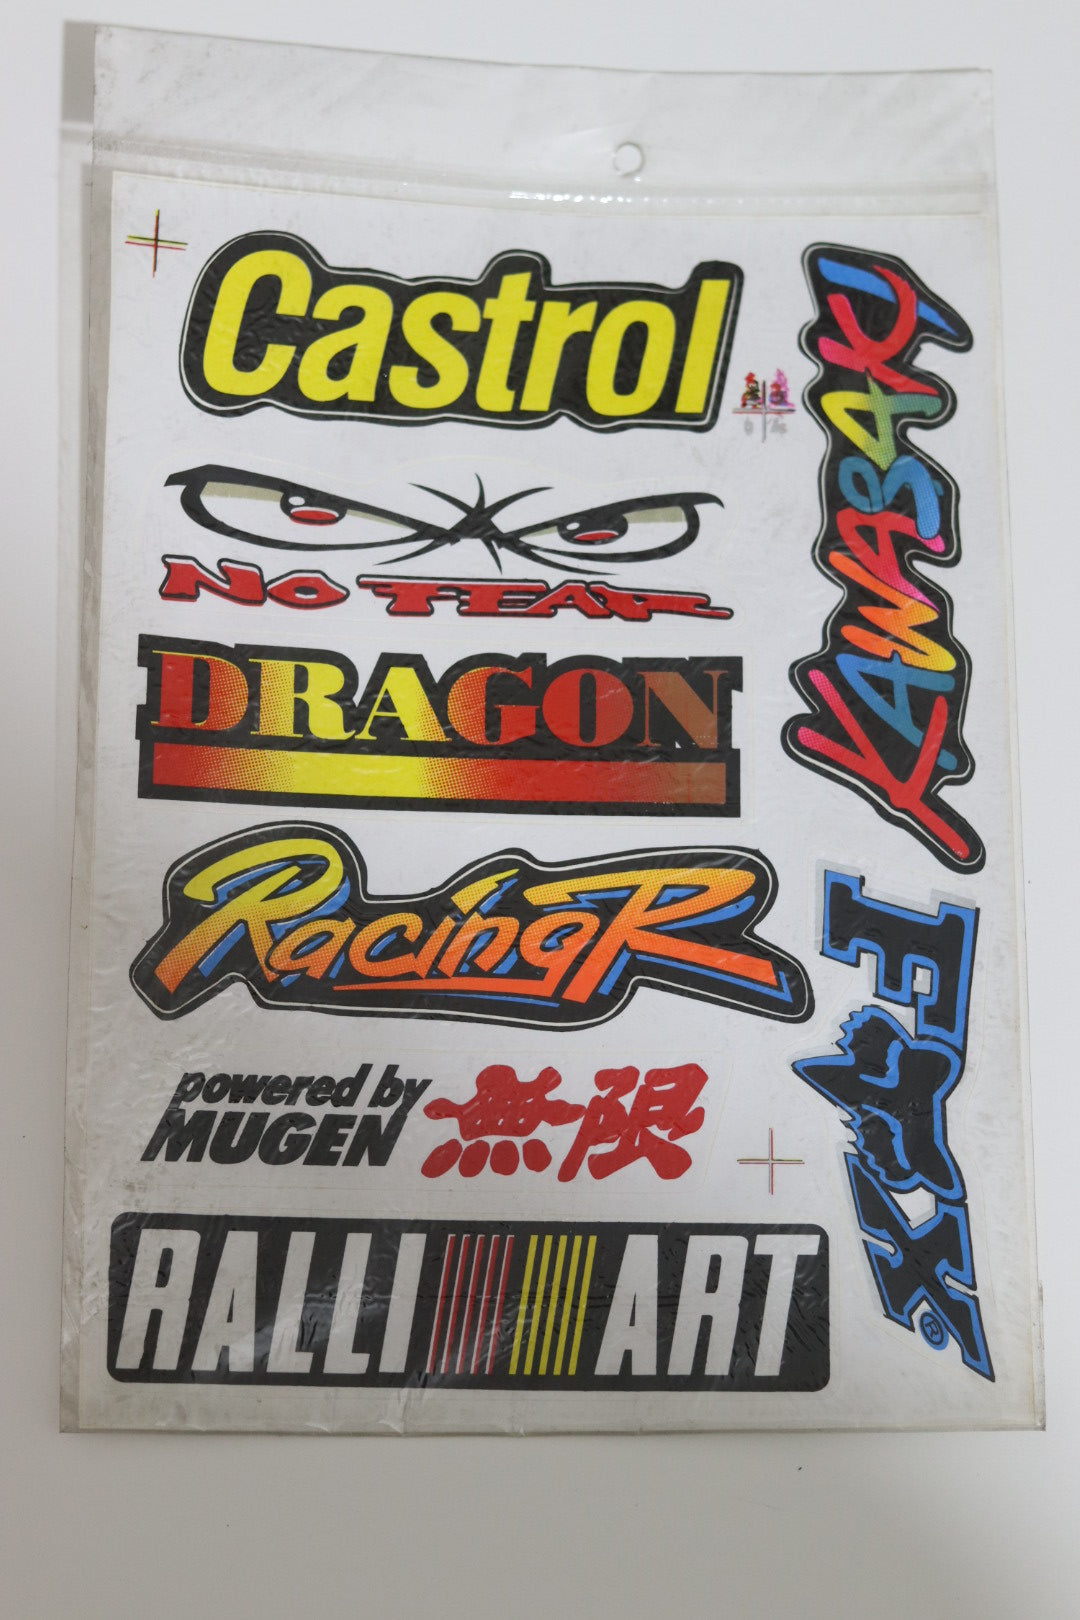 Castrol
NO FEAR
DRAGON
RacingR
powered by
MUGEN
無限
RALLI ART
KAWASAKI
FOX
®